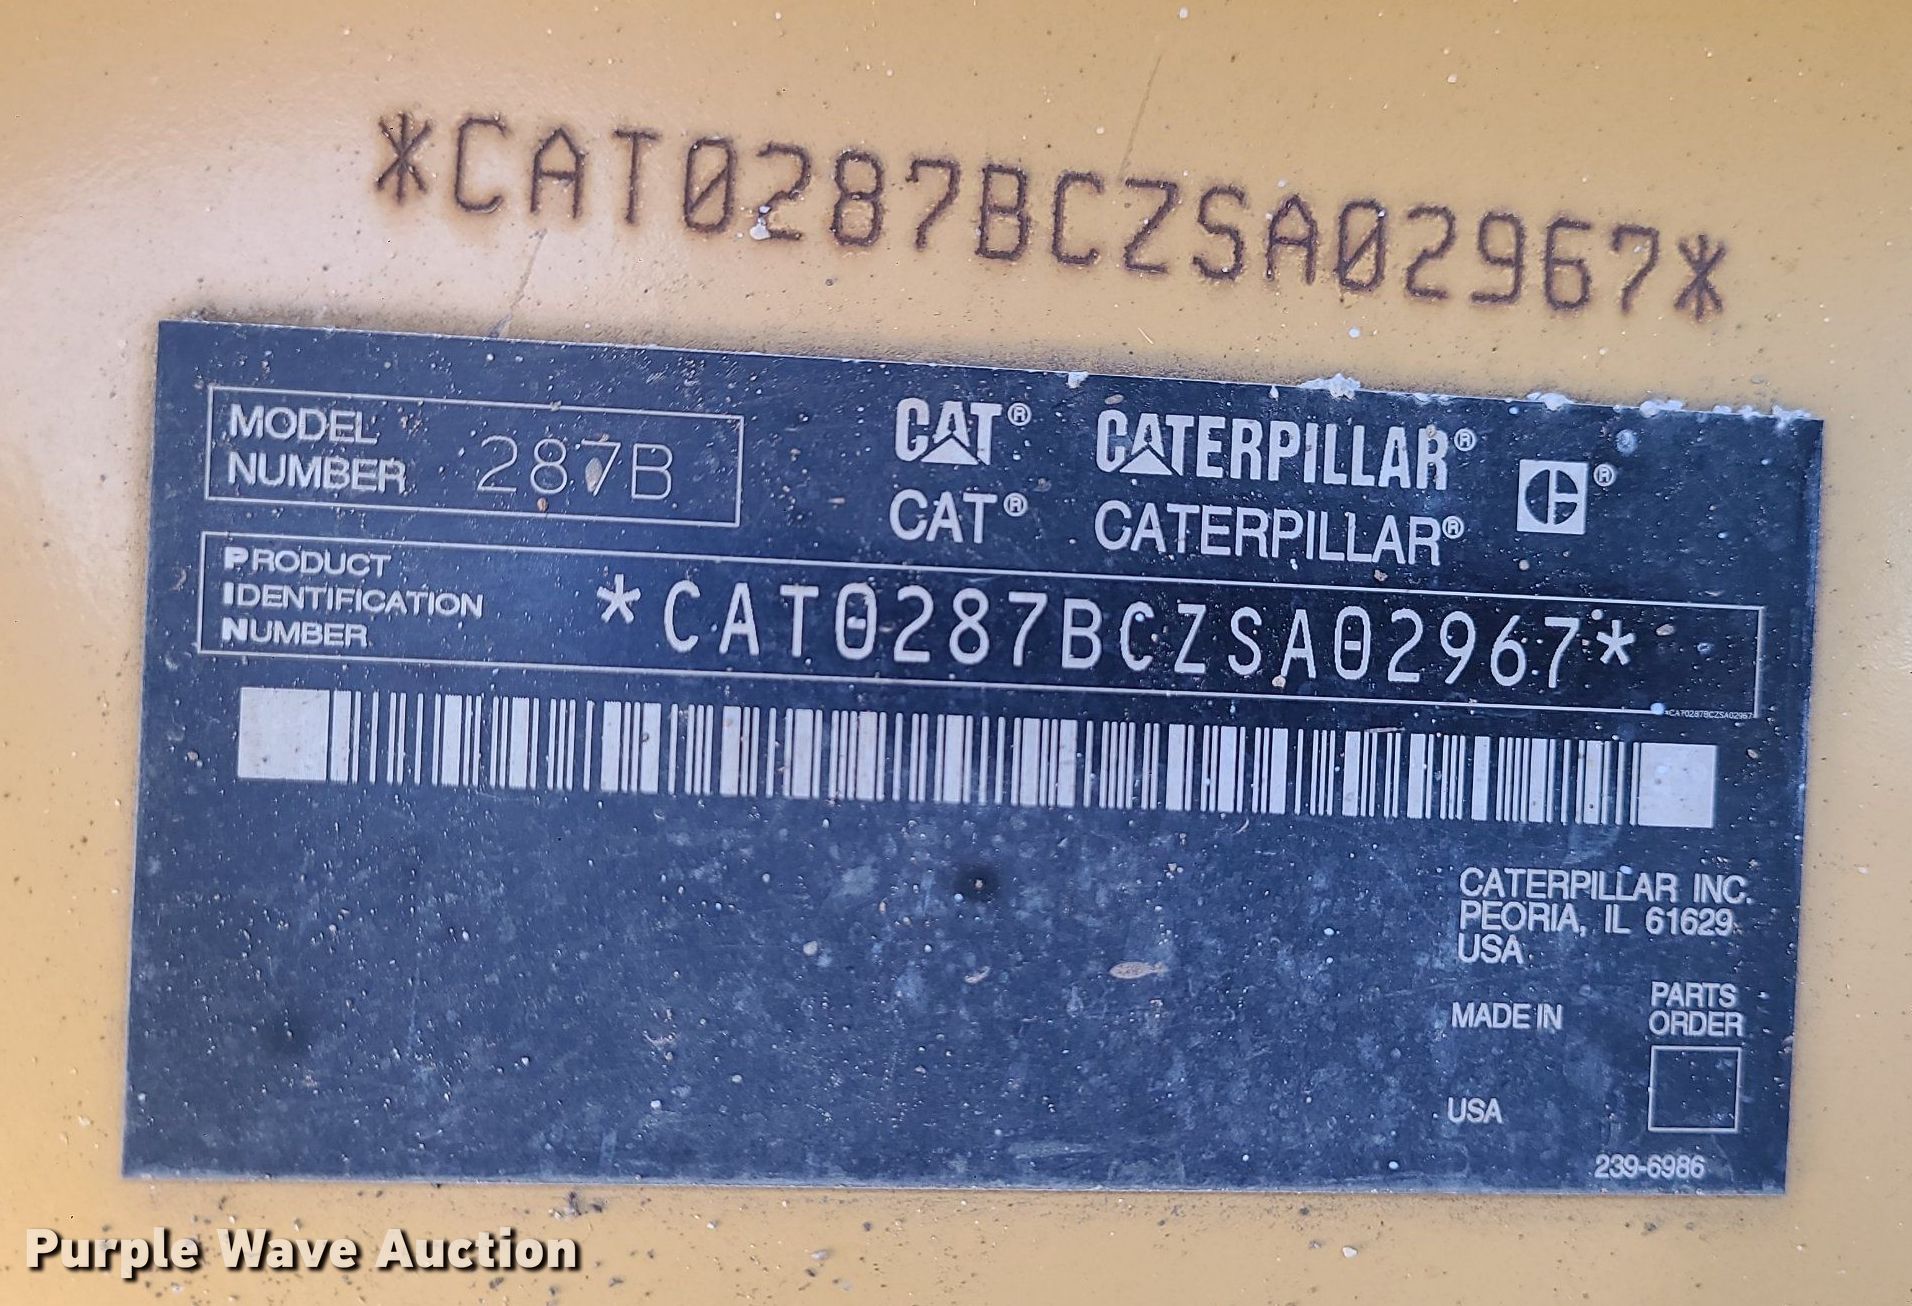 *CAT0287BCZSA02967*
MODEL NUMBER 287B
CAT® CATERPILLAR®
CAT® CATERPILLAR® ®
PRODUCT
IDENTIFICATION
NUMBER
*CAT0287BCZSA02967*
*CAT0287BCZSA02967*
CATERPILLAR INC.
PEORIA, IL 61629
USA
MADE IN
USA
PARTS
ORDER
239-6986
Purple Wave Auction